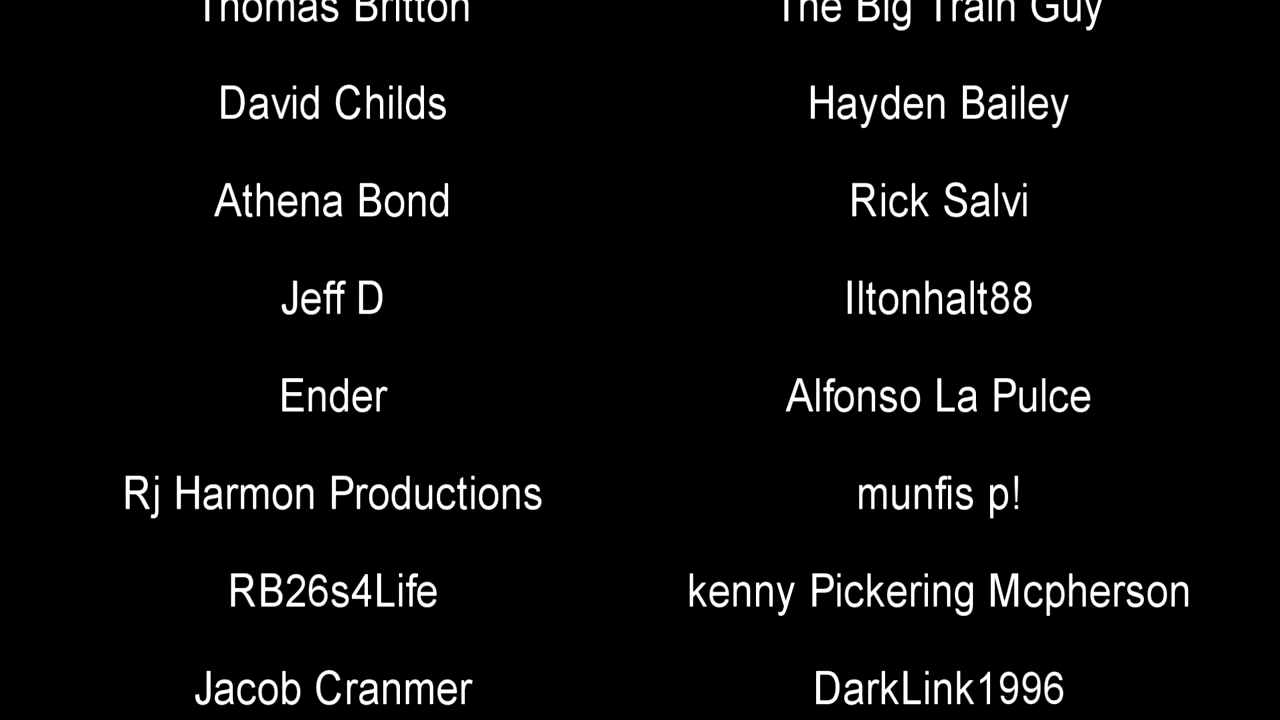 Thomas Britton The Big Train Guy
David Childs Hayden Bailey
Athena Bond Rick Salvi
Jeff D Iltonhalt88
Ender Alfonso La Pulce
Rj Harmon Productions munfis p!
RB26s4Life kenny Pickering Mcpherson
Jacob Cranmer DarkLink1996